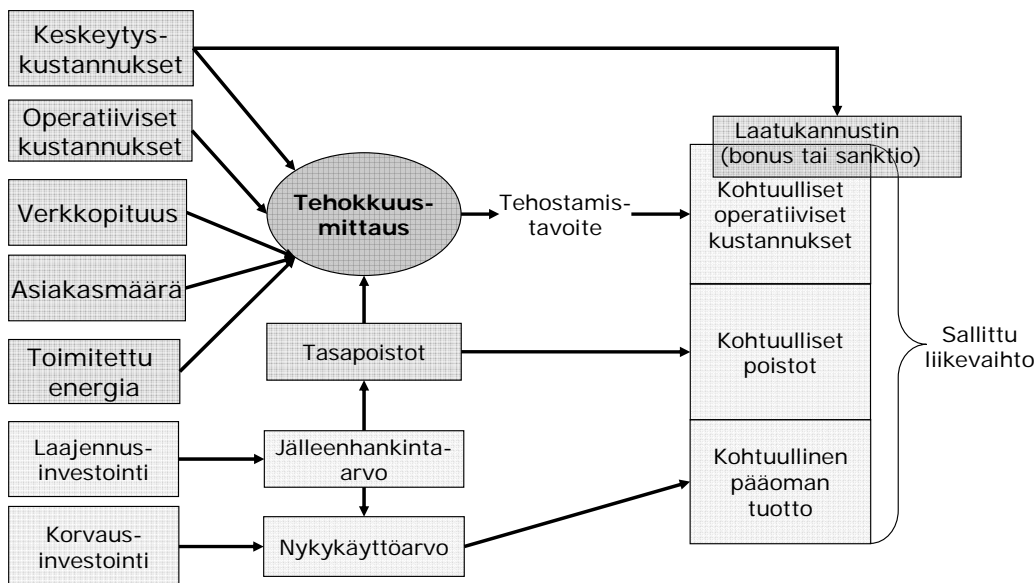 Keskeytys-
kustannukset
Operatiiviset
kustannukset
Verkkopituus
Asiakasmäärä
Toimitettu
energia
Laajennus-
investointi
Korvaus-
investointi
Tehokkuus-
mittaus
Tasapoistot
Jälleenhankinta-
arvo
Nykykäyttöarvo
Tehostamis-
tavoite
Laatukannustin
(bonus tai sanktio)
Kohtuulliset
operatiiviset
kustannukset
Kohtuulliset
poistot
Kohtuullinen
pääoman
tuotto
Sallittu
liikevaihto